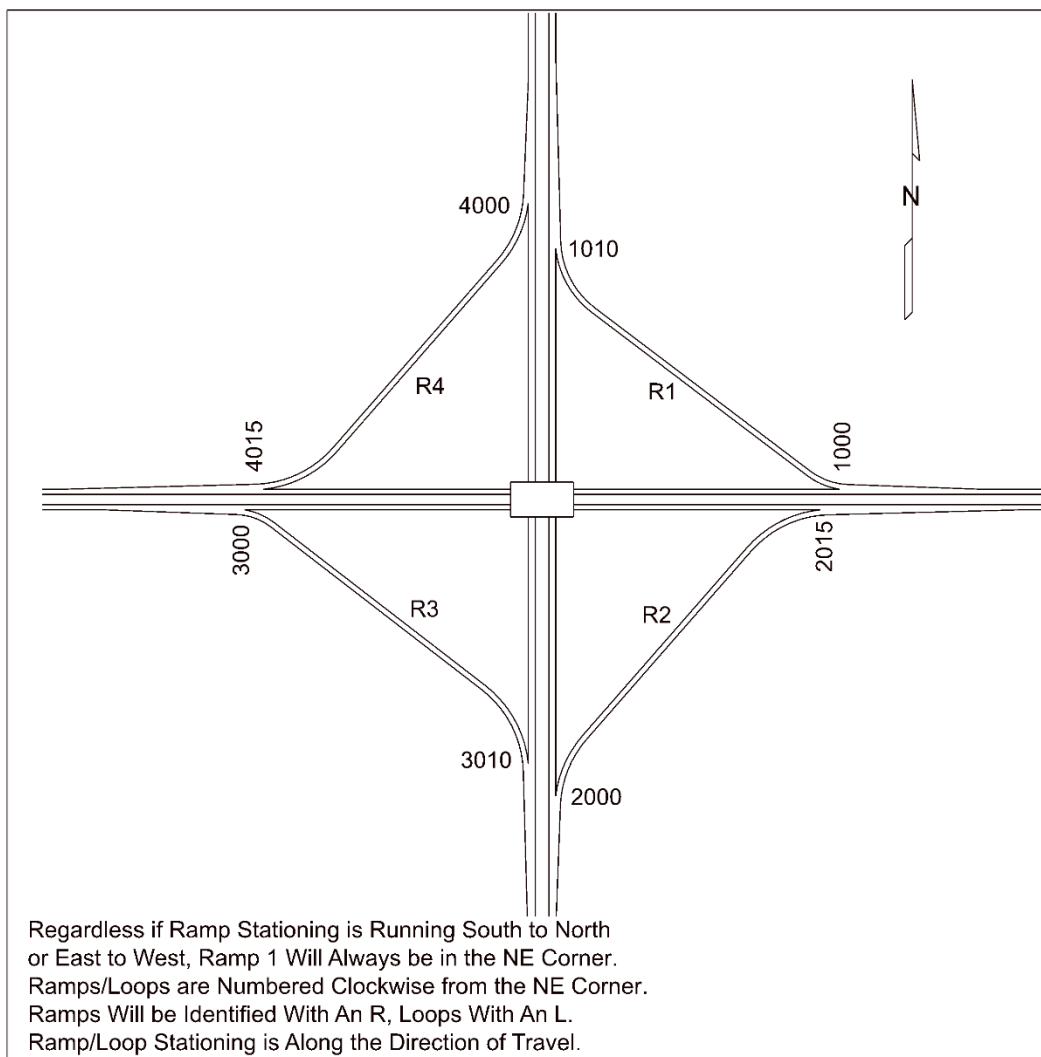 N
4000
1010
R4
R1
4015
1000
3000
2015
R3
R2
3010
2000
Regardless if Ramp Stationing is Running South to North
or East to West, Ramp 1 Will Always be in the NE Corner.
Ramps/Loops are Numbered Clockwise from the NE Corner.
Ramps Will be Identified With An R, Loops With An L.
Ramp/Loop Stationing is Along the Direction of Travel.